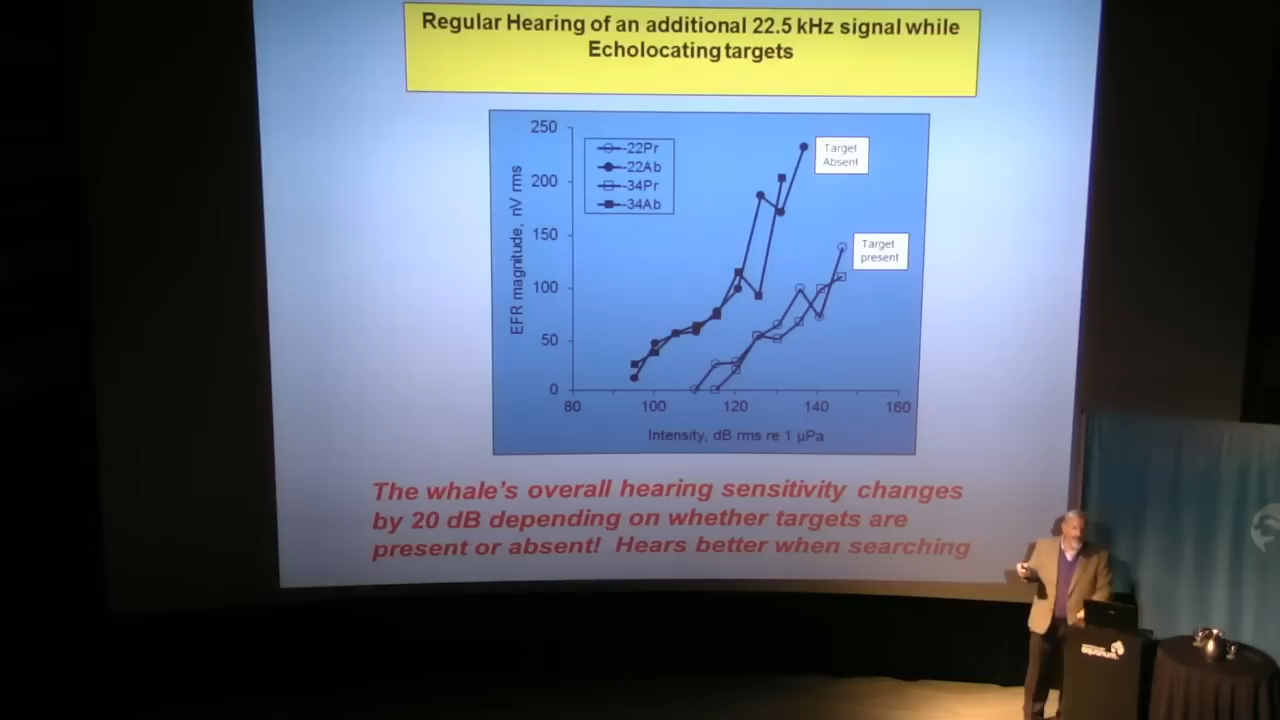 Regular Hearing of an additional 22.5 kHz signal while
Echolocating targets
250
200
150
100
50
0
EFR magnitude, nV rms
-22Pr
-22Ab
-34Pr
-34Ab
Target
Absent
Target
present
80
100
120
140
160
Intensity, dB rms re 1 µPa
The whale's overall hearing sensitivity changes
by 20 dB depending on whether targets are
present or absent! Hears better when searching
aquarium